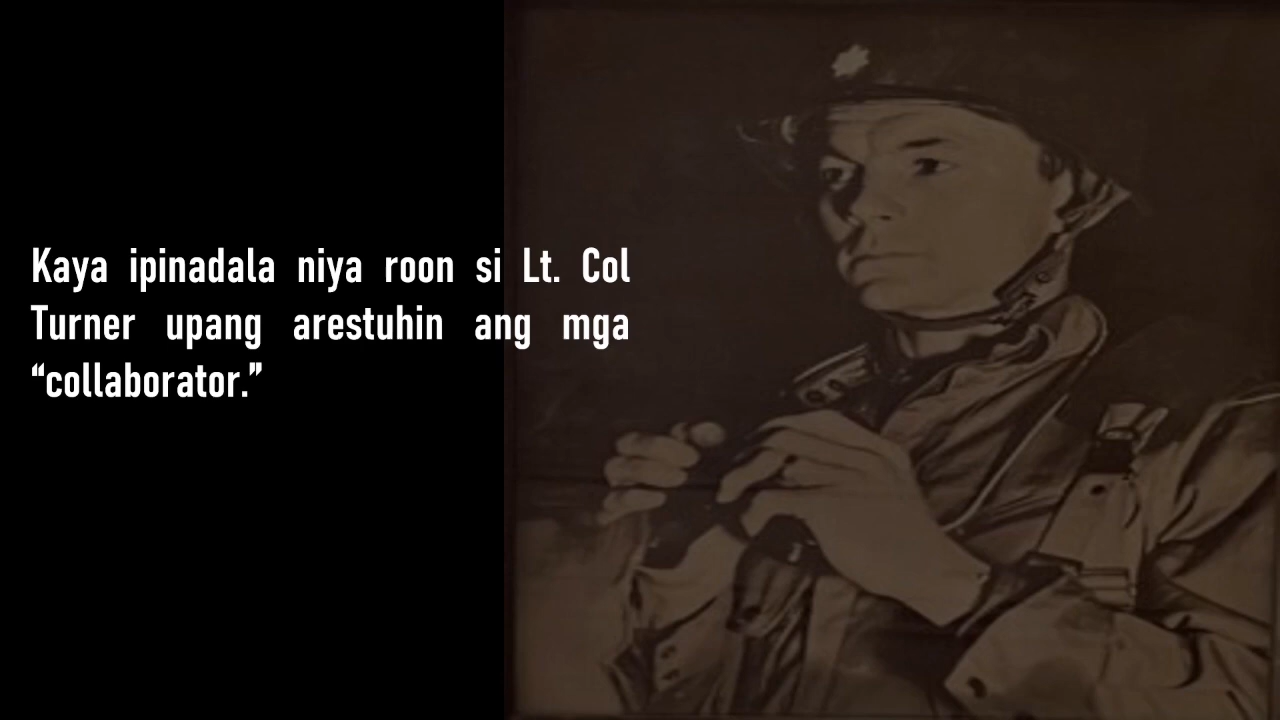 Kaya ipinadala niya roon si Lt. Col
Turner upang arestuhin ang mga
“collaborator.”